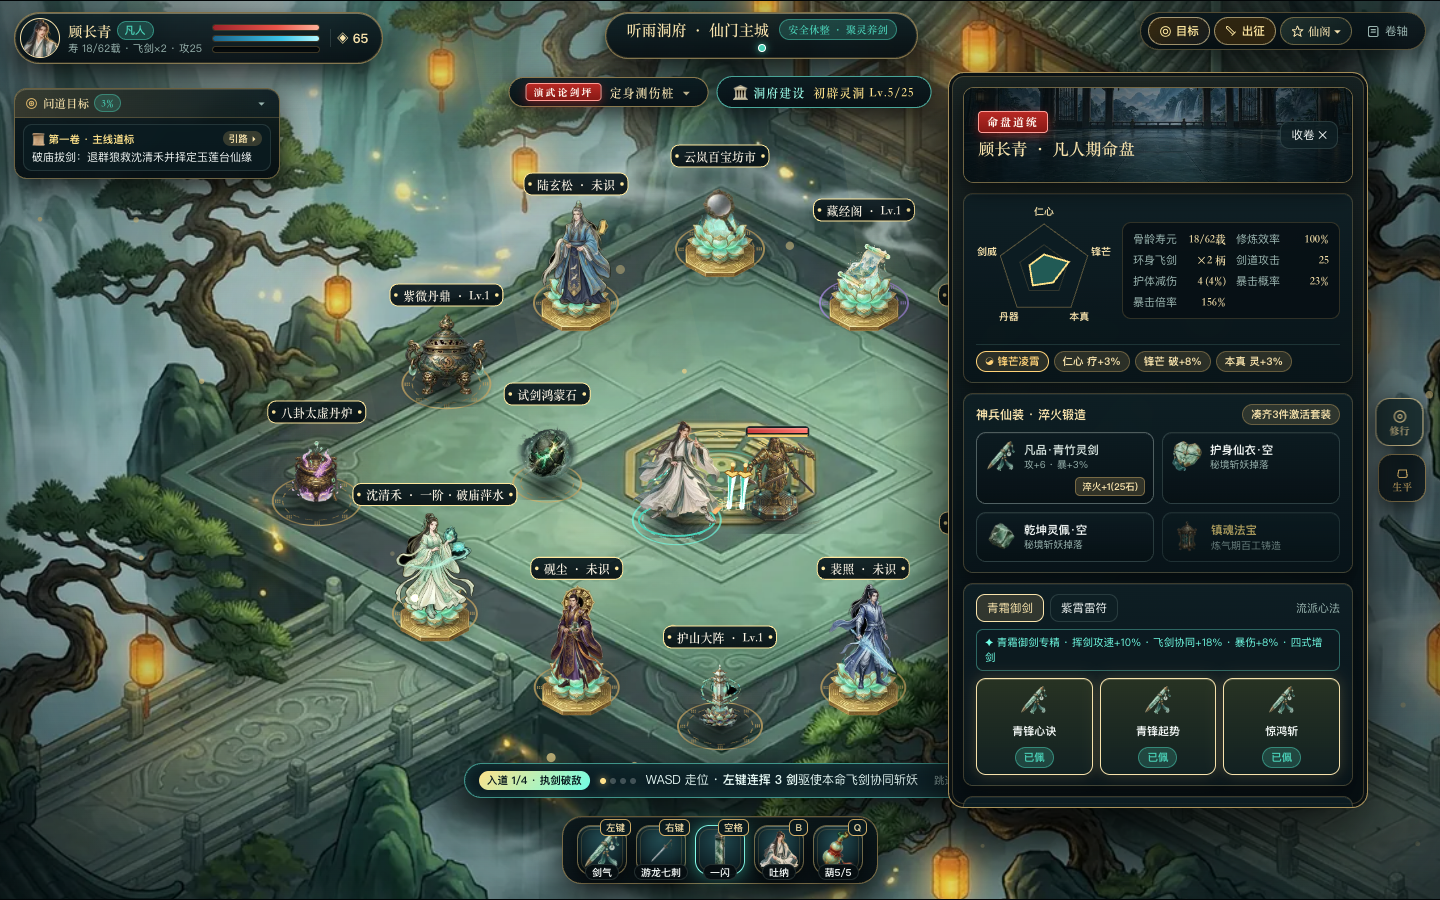 顾长青 凡人
寿 18/62载 · 飞剑×2 · 攻25
65
听雨洞府 · 仙门主城 安全休整 · 聚灵养剑
目标 出征 仙阁 卷轴
问道目标 3%
第一卷 · 主线道标 引路
破庙拔剑：退群狼救沈清禾并择定玉莲台仙缘
演武论剑坪 定身测伤桩
洞府建设 初辟灵洞 Lv.5/25
云岚百宝坊市
陆玄松 · 未识
藏经阁 · Lv.1
紫微丹鼎 · Lv.1
试剑鸿蒙石
八卦太虚丹炉
沈清禾 · 一阶 · 破庙萍水
砚尘 · 未识
裴照 · 未识
护山大阵 · Lv.1
入道 1/4 · 执剑破敌 WASD 走位 · 左键连挥 3 剑驱使本命飞剑协同斩妖
左键 右键 空格 B Q
剑气 游龙七刺 一闪 吐纳 葫5/5
命盘道统
顾长青 · 凡人期命盘
收卷 ×
仁心
剑威
锋芒
丹器
本真
骨龄寿元 18/62载 修炼效率 100%
环身飞剑 ×2 柄 剑道攻击 25
护体减伤 4 (4%) 暴击概率 23%
暴击倍率 156%
锋芒凌霄 仁心 疗+3% 锋芒 破+8% 本真 灵+3%
神兵仙装 · 淬火锻造 凑齐3件激活套装
凡品·青竹灵剑
攻+6 · 暴+3%
淬火+1(25石)
护身仙衣·空
秘境斩妖掉落
乾坤灵佩·空
秘境斩妖掉落
镇魂法宝
炼气期百工铸造
青霜御剑 紫霄雷符 流派心法
✦ 青霜御剑专精 · 挥剑攻速+10% · 飞剑协同+18% · 暴伤+8% · 四式增
剑
青锋心诀 青锋起势 惊鸿斩
已佩 已佩 已佩
修行
生平